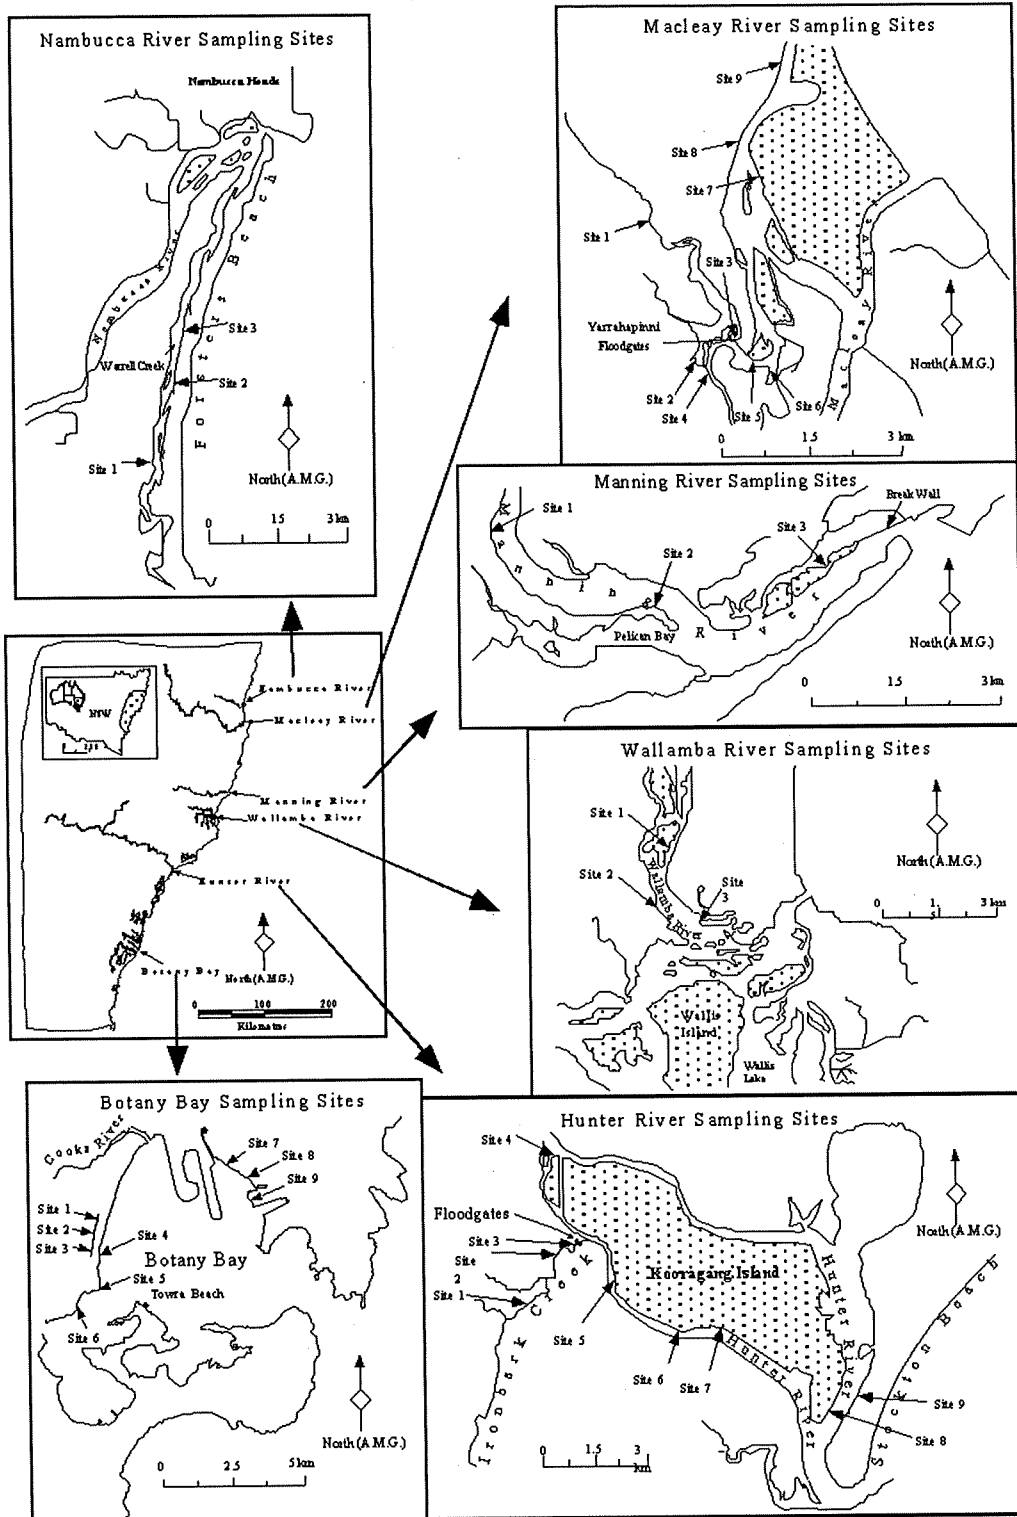 Nambucca River Sampling Sites
Nambucca Heads
Nambucca River
Forsters Beach
Warrell Creek
Site 3
Site 2
Site 1
North (A.M.G.)
0 1.5 3 km
Macleay River Sampling Sites
Site 9
Site 8
Site 7
Site 1
Site 3
Yarrahapinni
Floodgates
Site 2
Site 4
Site 5
Site 6
Macleay River
North (A.M.G.)
0 1.5 3 km
Manning River Sampling Sites
Break Wall
Site 1
Site 3
Site 2
Pelican Bay
River
North (A.M.G.)
0 1.5 3 km
NSW
Nambucca River
Macleay River
Manning River
Wallamba River
Hunter River
Botany Bay
North (A.M.G.)
0 100 200
Kilometres
Wallamba River Sampling Sites
Site 1
Site 2
Site
3
Wallamba River
Wallis
Island
Wallis
Lake
North (A.M.G.)
0 1.5 3 km
Botany Bay Sampling Sites
Cooks River
Site 7
Site 8
Site 9
Site 1
Site 2
Site 3
Site 4
Botany Bay
Site 5
Towra Beach
Site 6
North (A.M.G.)
0 2.5 5 km
Hunter River Sampling Sites
Site 4
Floodgates
Site 3
Site
2
Site 1
Ironbark Creek
Kooragang Island
Hunter River
Site 5
Site 6
Site 7
Hunter River
Site 9
Site 8
Stockton Beach
North (A.M.G.)
0 1.5 3
km